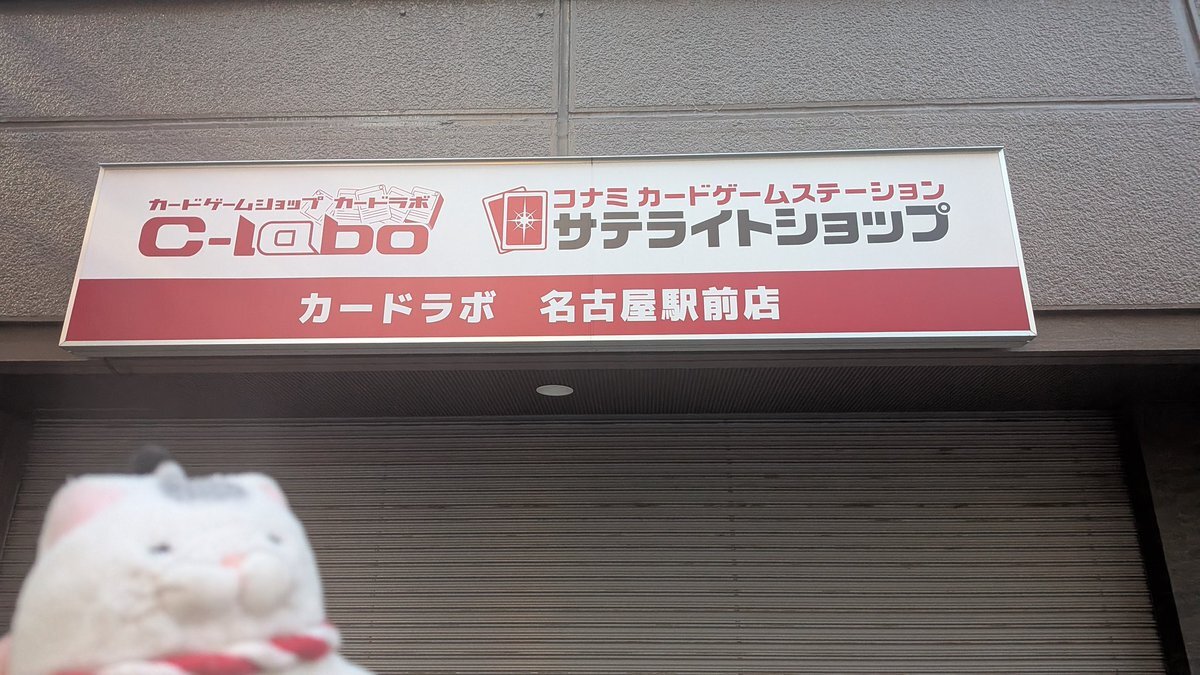 カードゲームショップ カードラボ
C-labo
コナミ カードゲームステーション
サテライトショップ
カードラボ 名古屋駅前店